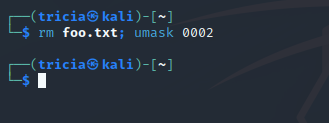 ┌──(tricia㉿kali)-[~]
└─$ rm foo.txt; umask 0002
┌──(tricia㉿kali)-[~]
└─$